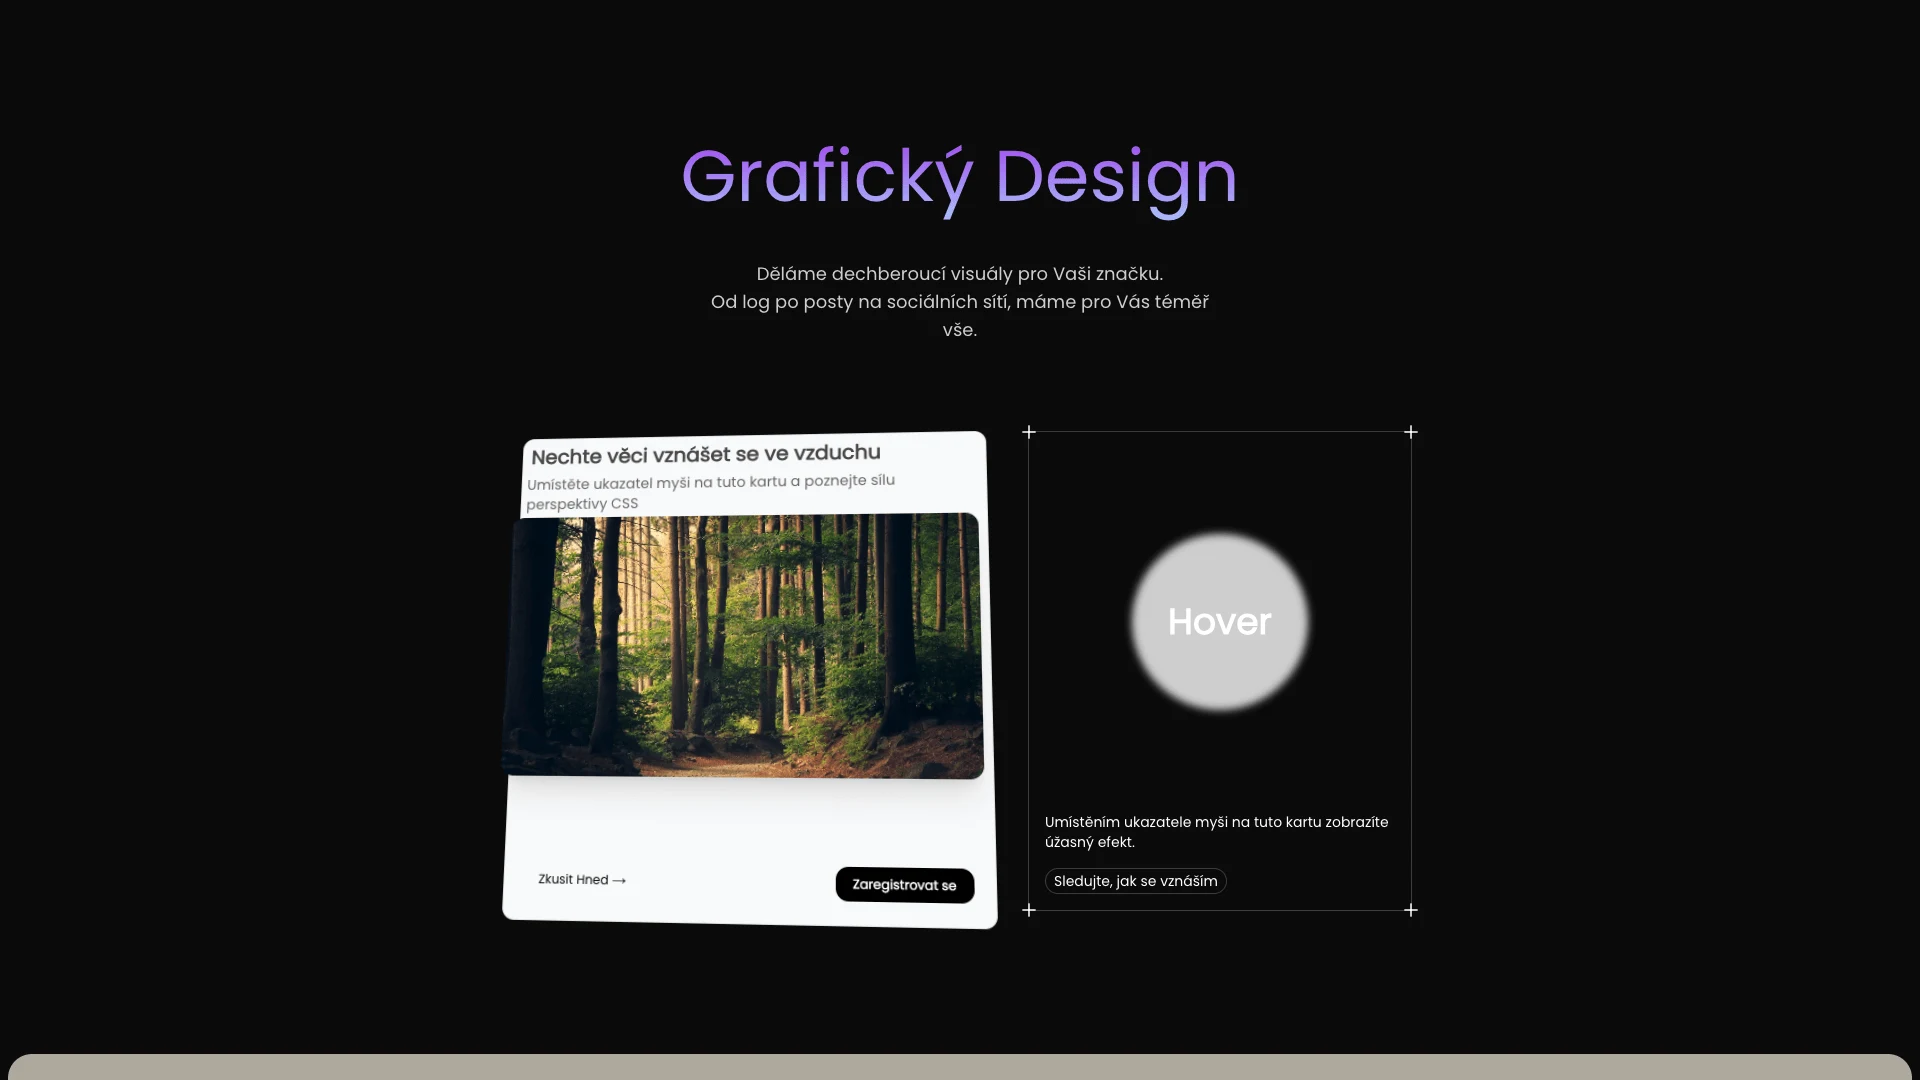 Grafický Design
Děláme dechberoucí visuály pro Vaši značku.
Od log po posty na sociálních sítí, máme pro Vás téměř
vše.
Nechte věci vznášet se ve vzduchu
Umístěte ukazatel myši na tuto kartu a poznejte sílu
perspektivy CSS
Zkusit Hned →
Zaregistrovat se
Hover
Umístěním ukazatele myši na tuto kartu zobrazíte
úžasný efekt.
Sledujte, jak se vznáším